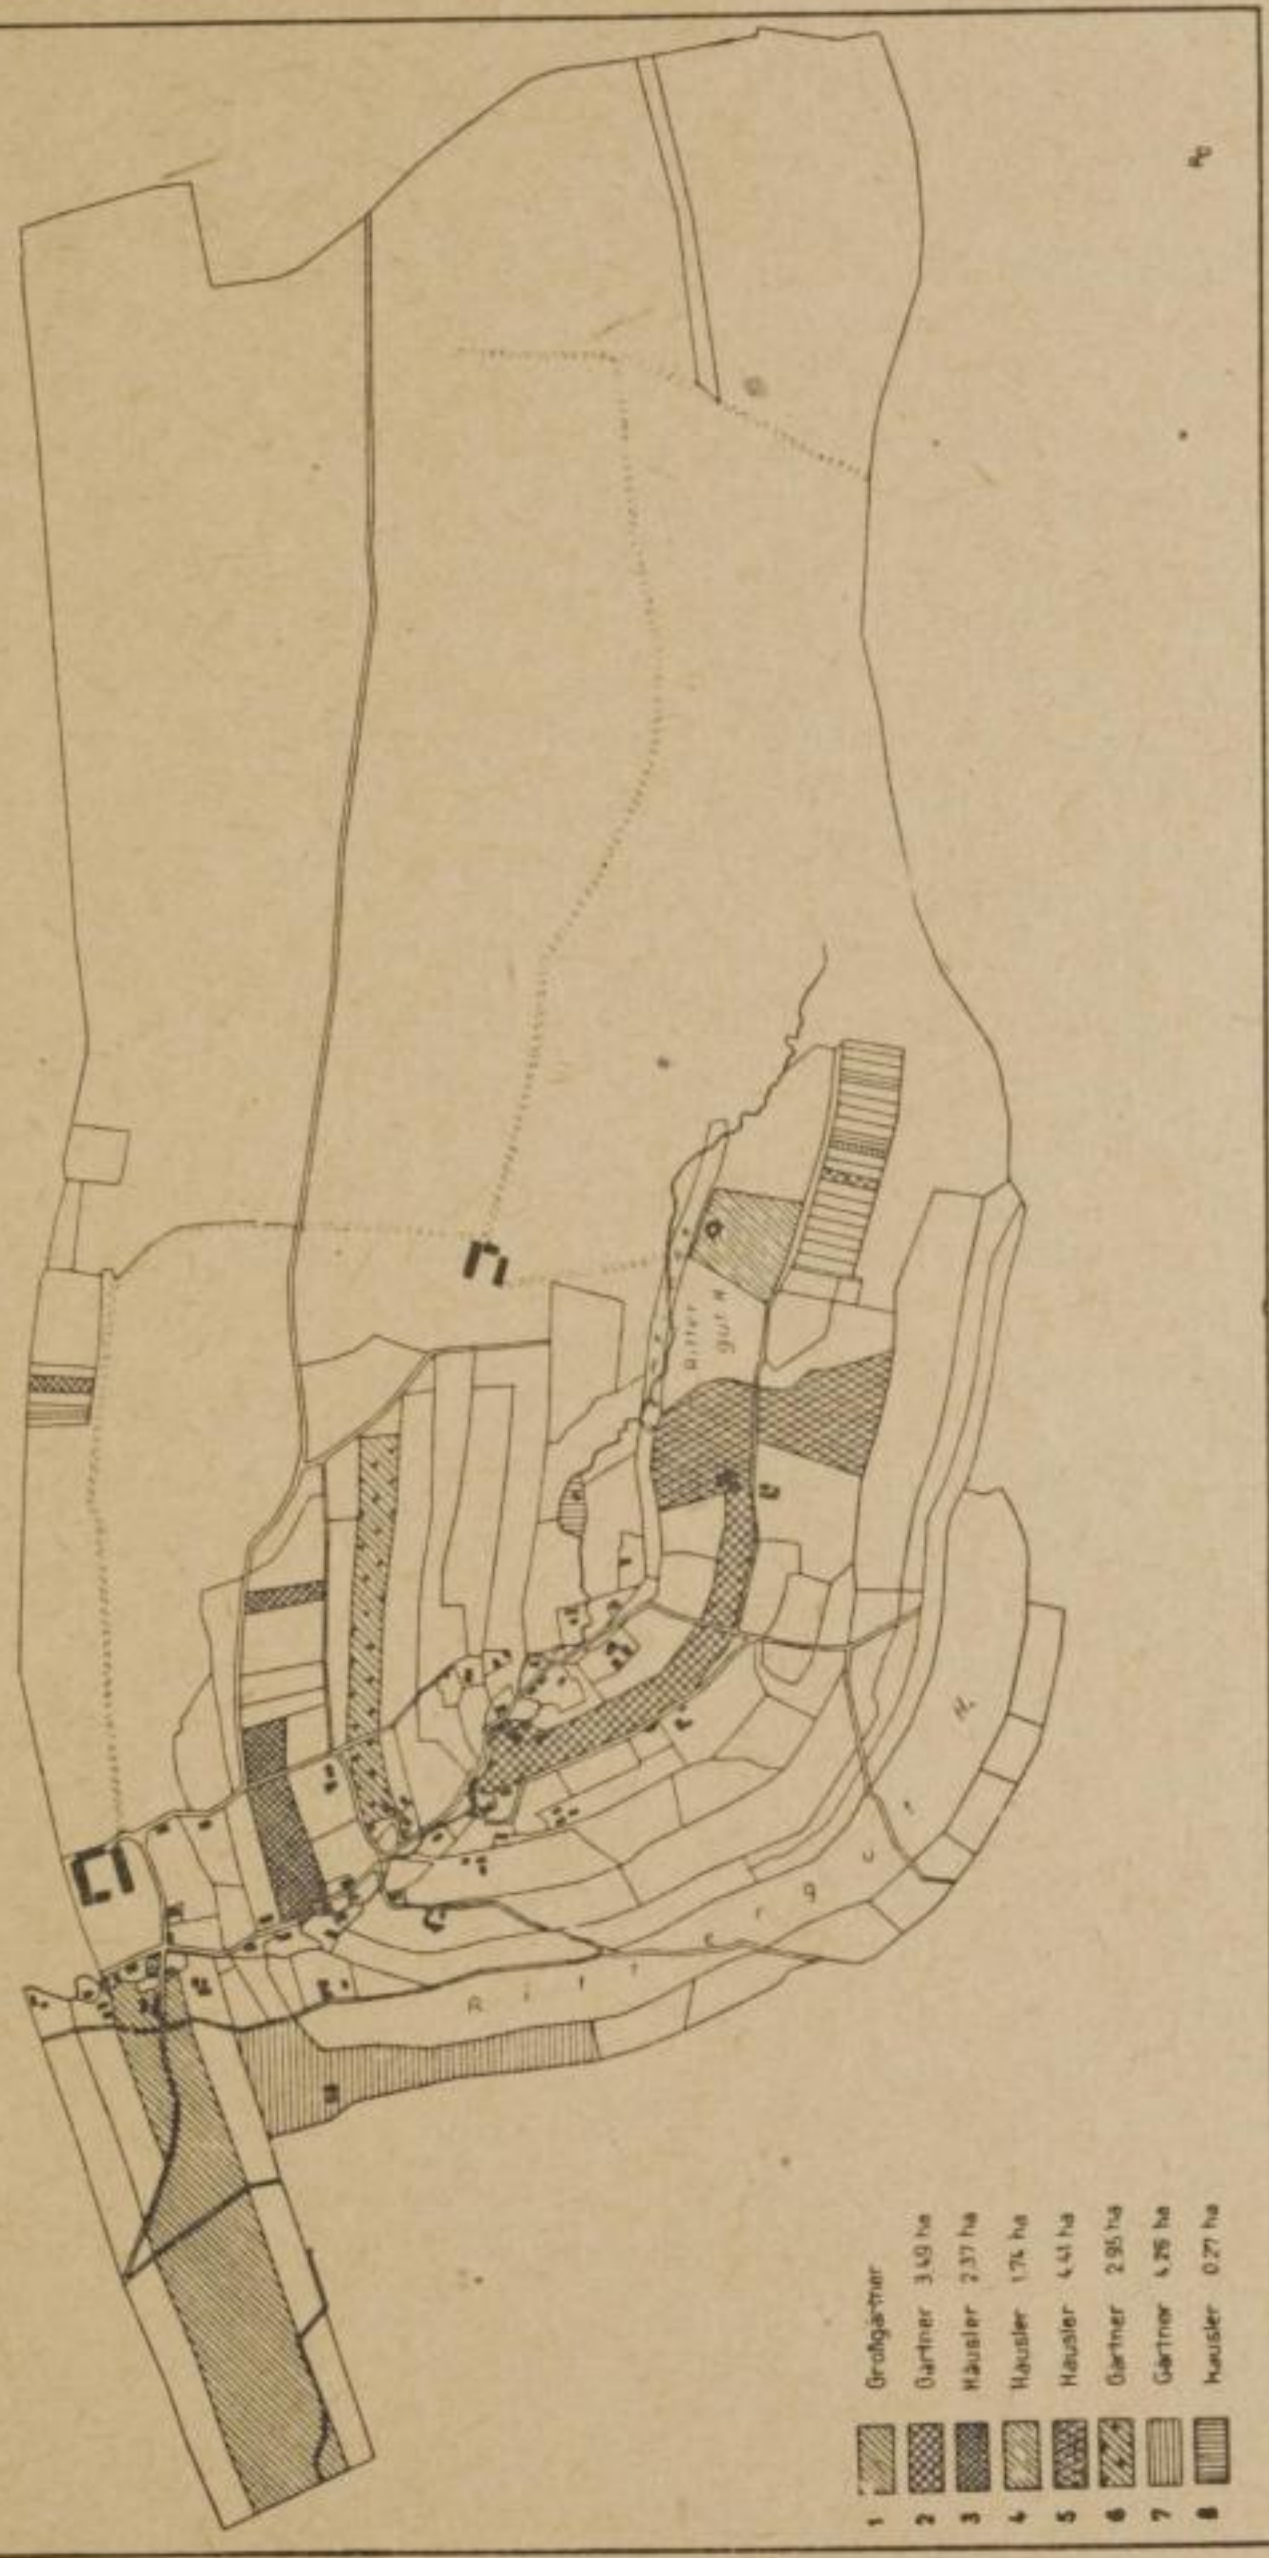 Ritter
gut H.
Rittergut H.
1 Großgärtner
2 Gärtner 3.49 ha
3 Häusler 2.37 ha
4 Häusler 1.74 ha
5 Häusler 4.41 ha
6 Gärtner 2.95 ha
7 Gärtner 4.26 ha
8 Häusler 0.27 ha